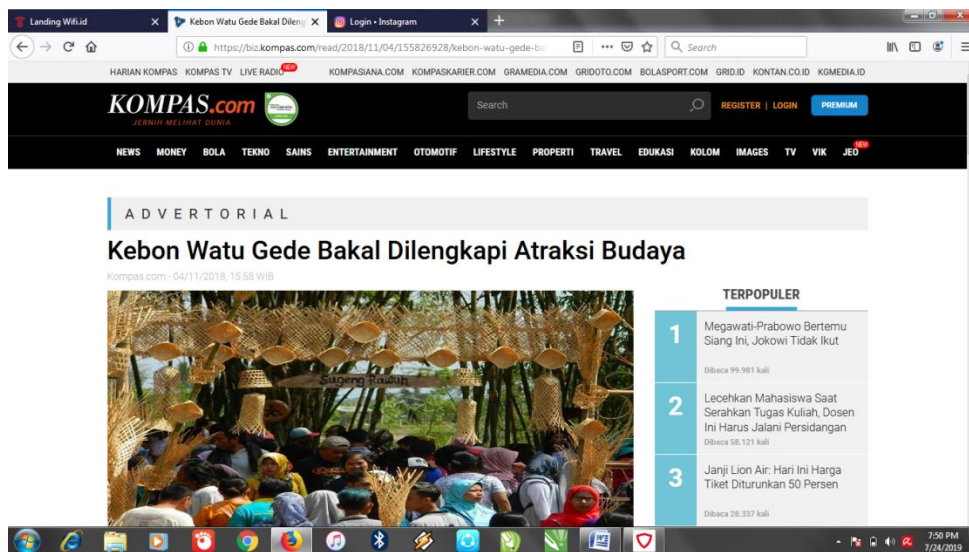 Landing Wifi.id
Kebon Watu Gede Bakal Dileng
Login • Instagram
https://biz.kompas.com/read/2018/11/04/155826928/kebon-watu-gede-ba
Search
HARIAN KOMPAS KOMPAS TV LIVE RADIO NEW KOMPASIANA.COM KOMPASKARIER.COM GRAMEDIA.COM GRIDOTO.COM BOLASPORT.COM GRID.ID KONTAN.CO.ID KGMEDIA.ID
KOMPAS.com
JERNIH MELIHAT DUNIA
Search
REGISTER | LOGIN
PREMIUM
NEWS MONEY BOLA TEKNO SAINS ENTERTAINMENT OTOMOTIF LIFESTYLE PROPERTI TRAVEL EDUKASI KOLOM IMAGES TV VIK JEO NEW
ADVERTORIAL
Kebon Watu Gede Bakal Dilengkapi Atraksi Budaya
Kompas.com - 04/11/2018, 15:58 WIB
Sugeng Rawuh
TERPOPULER
1
Megawati-Prabowo Bertemu
Siang Ini, Jokowi Tidak Ikut
Dibaca 99.981 kali
2
Lecehkan Mahasiswa Saat
Serahkan Tugas Kuliah, Dosen
Ini Harus Jalani Persidangan
Dibaca 58.121 kali
3
Janji Lion Air: Hari Ini Harga
Tiket Diturunkan 50 Persen
Dibaca 28.337 kali
7:50 PM
7/24/2019